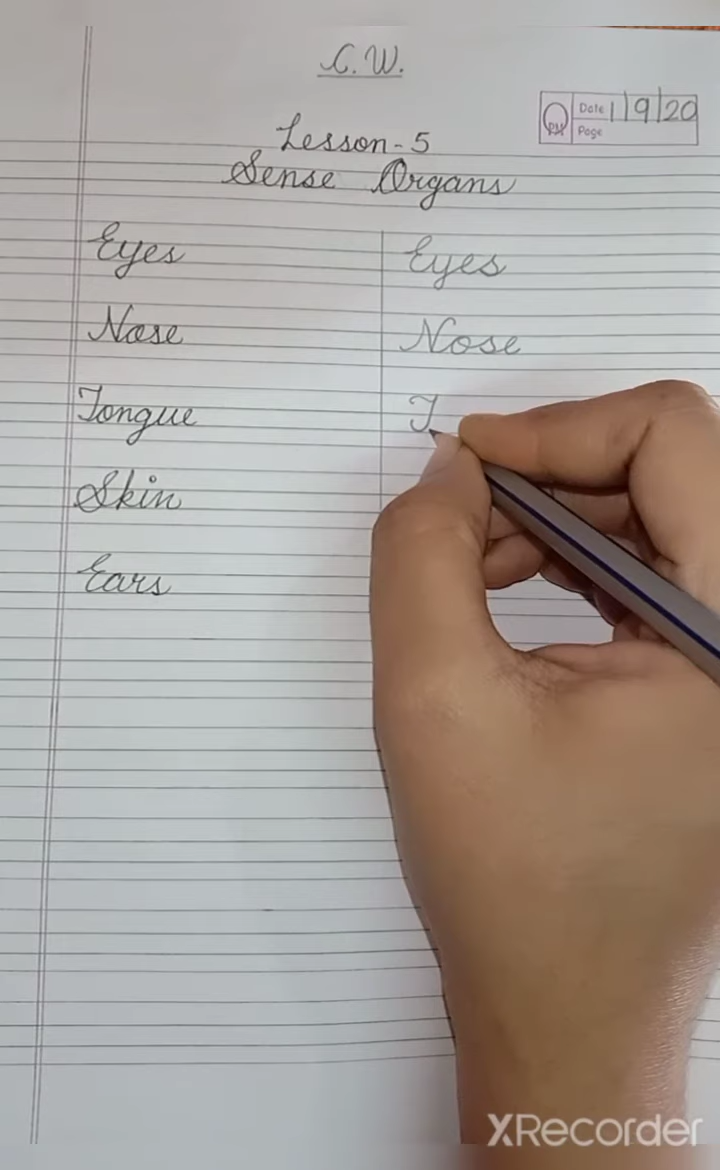 C.W.
Date 1/9/20
Page
Lesson-5
Sense Organs
Eyes Eyes
Nose Nose
Tongue T
Skin
Ears
XRecorder